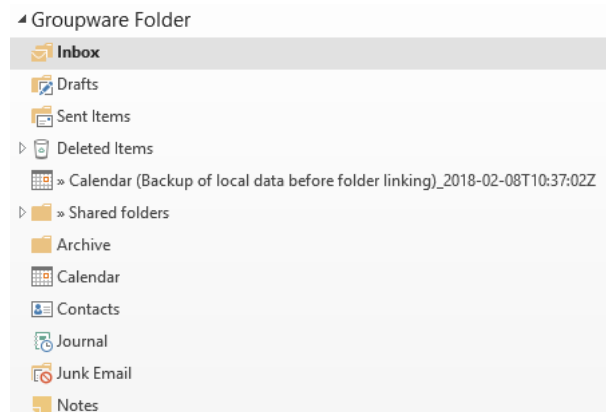 Groupware Folder
Inbox
Drafts
Sent Items
Deleted Items
» Calendar (Backup of local data before folder linking)_2018-02-08T10:37:02Z
» Shared folders
Archive
Calendar
Contacts
Journal
Junk Email
Notes